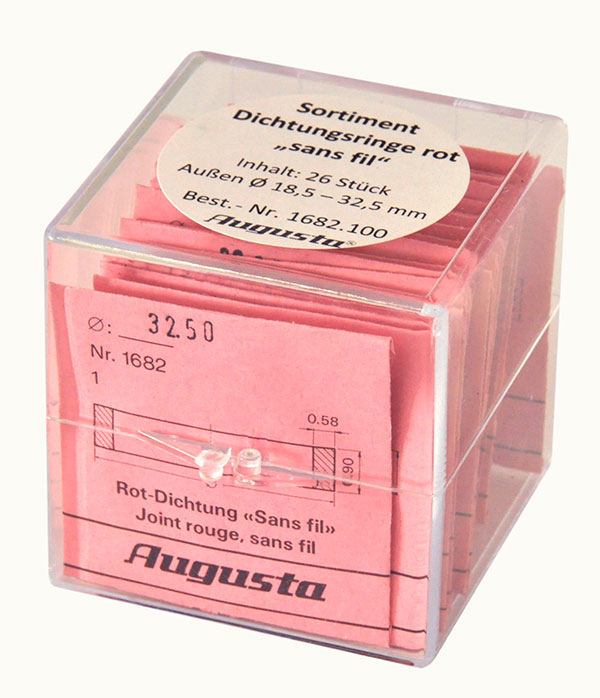 Sortiment
Dichtungsringe rot
„sans fil“
Inhalt: 26 Stück
Außen Ø 18,5 – 32,5 mm
Best.- Nr. 1682.100
Augusta®
Ø: 32.50
Nr. 1682
1
0.58
0.90
Rot-Dichtung «Sans fil»
Joint rouge, sans fil
Augusta